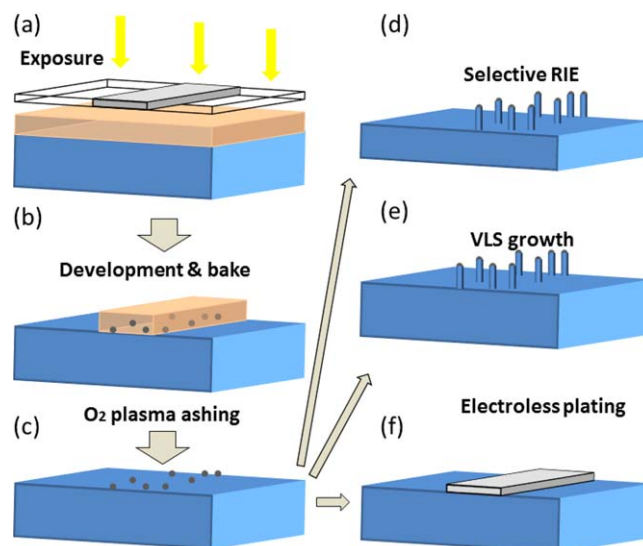 (a)
Exposure
(b)
Development & bake
O₂ plasma ashing
(c)
(d)
Selective RIE
(e)
VLS growth
Electroless plating
(f)